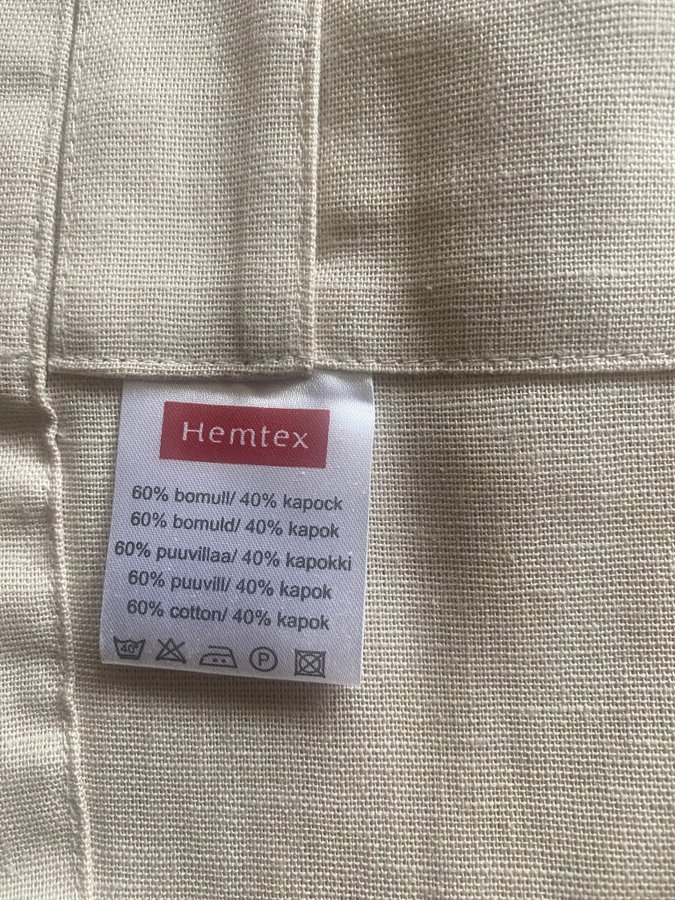 Hemtex
60% bomull/ 40% kapock
60% bomuld/ 40% kapok
60% puuvillaa/ 40% kapokki
60% puuvill/ 40% kapok
60% cotton/ 40% kapok
40° P